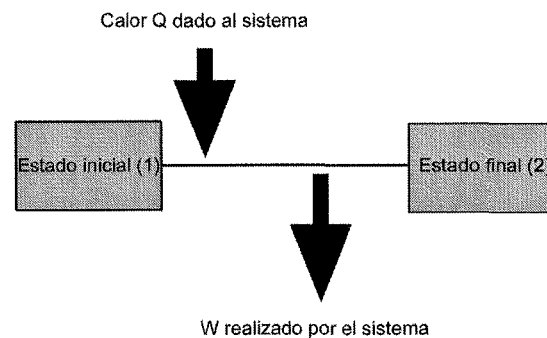 Calor Q dado al sistema
Estado inicial (1)
Estado final (2)
W realizado por el sistema